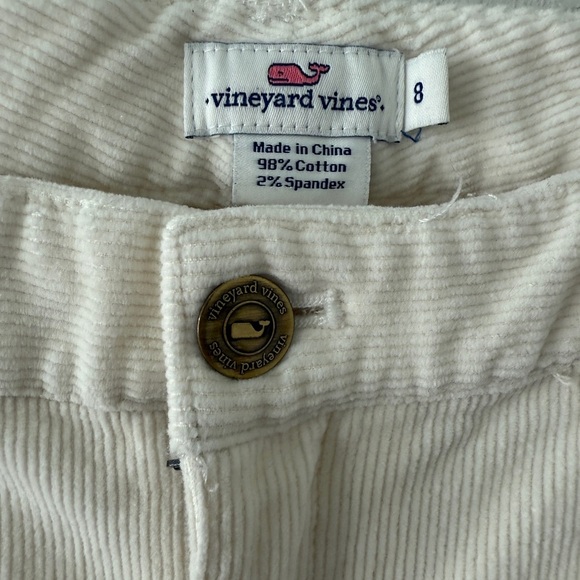 vineyard vines®
8
Made in China
98% Cotton
2% Spandex
vineyard vines
vineyard vines